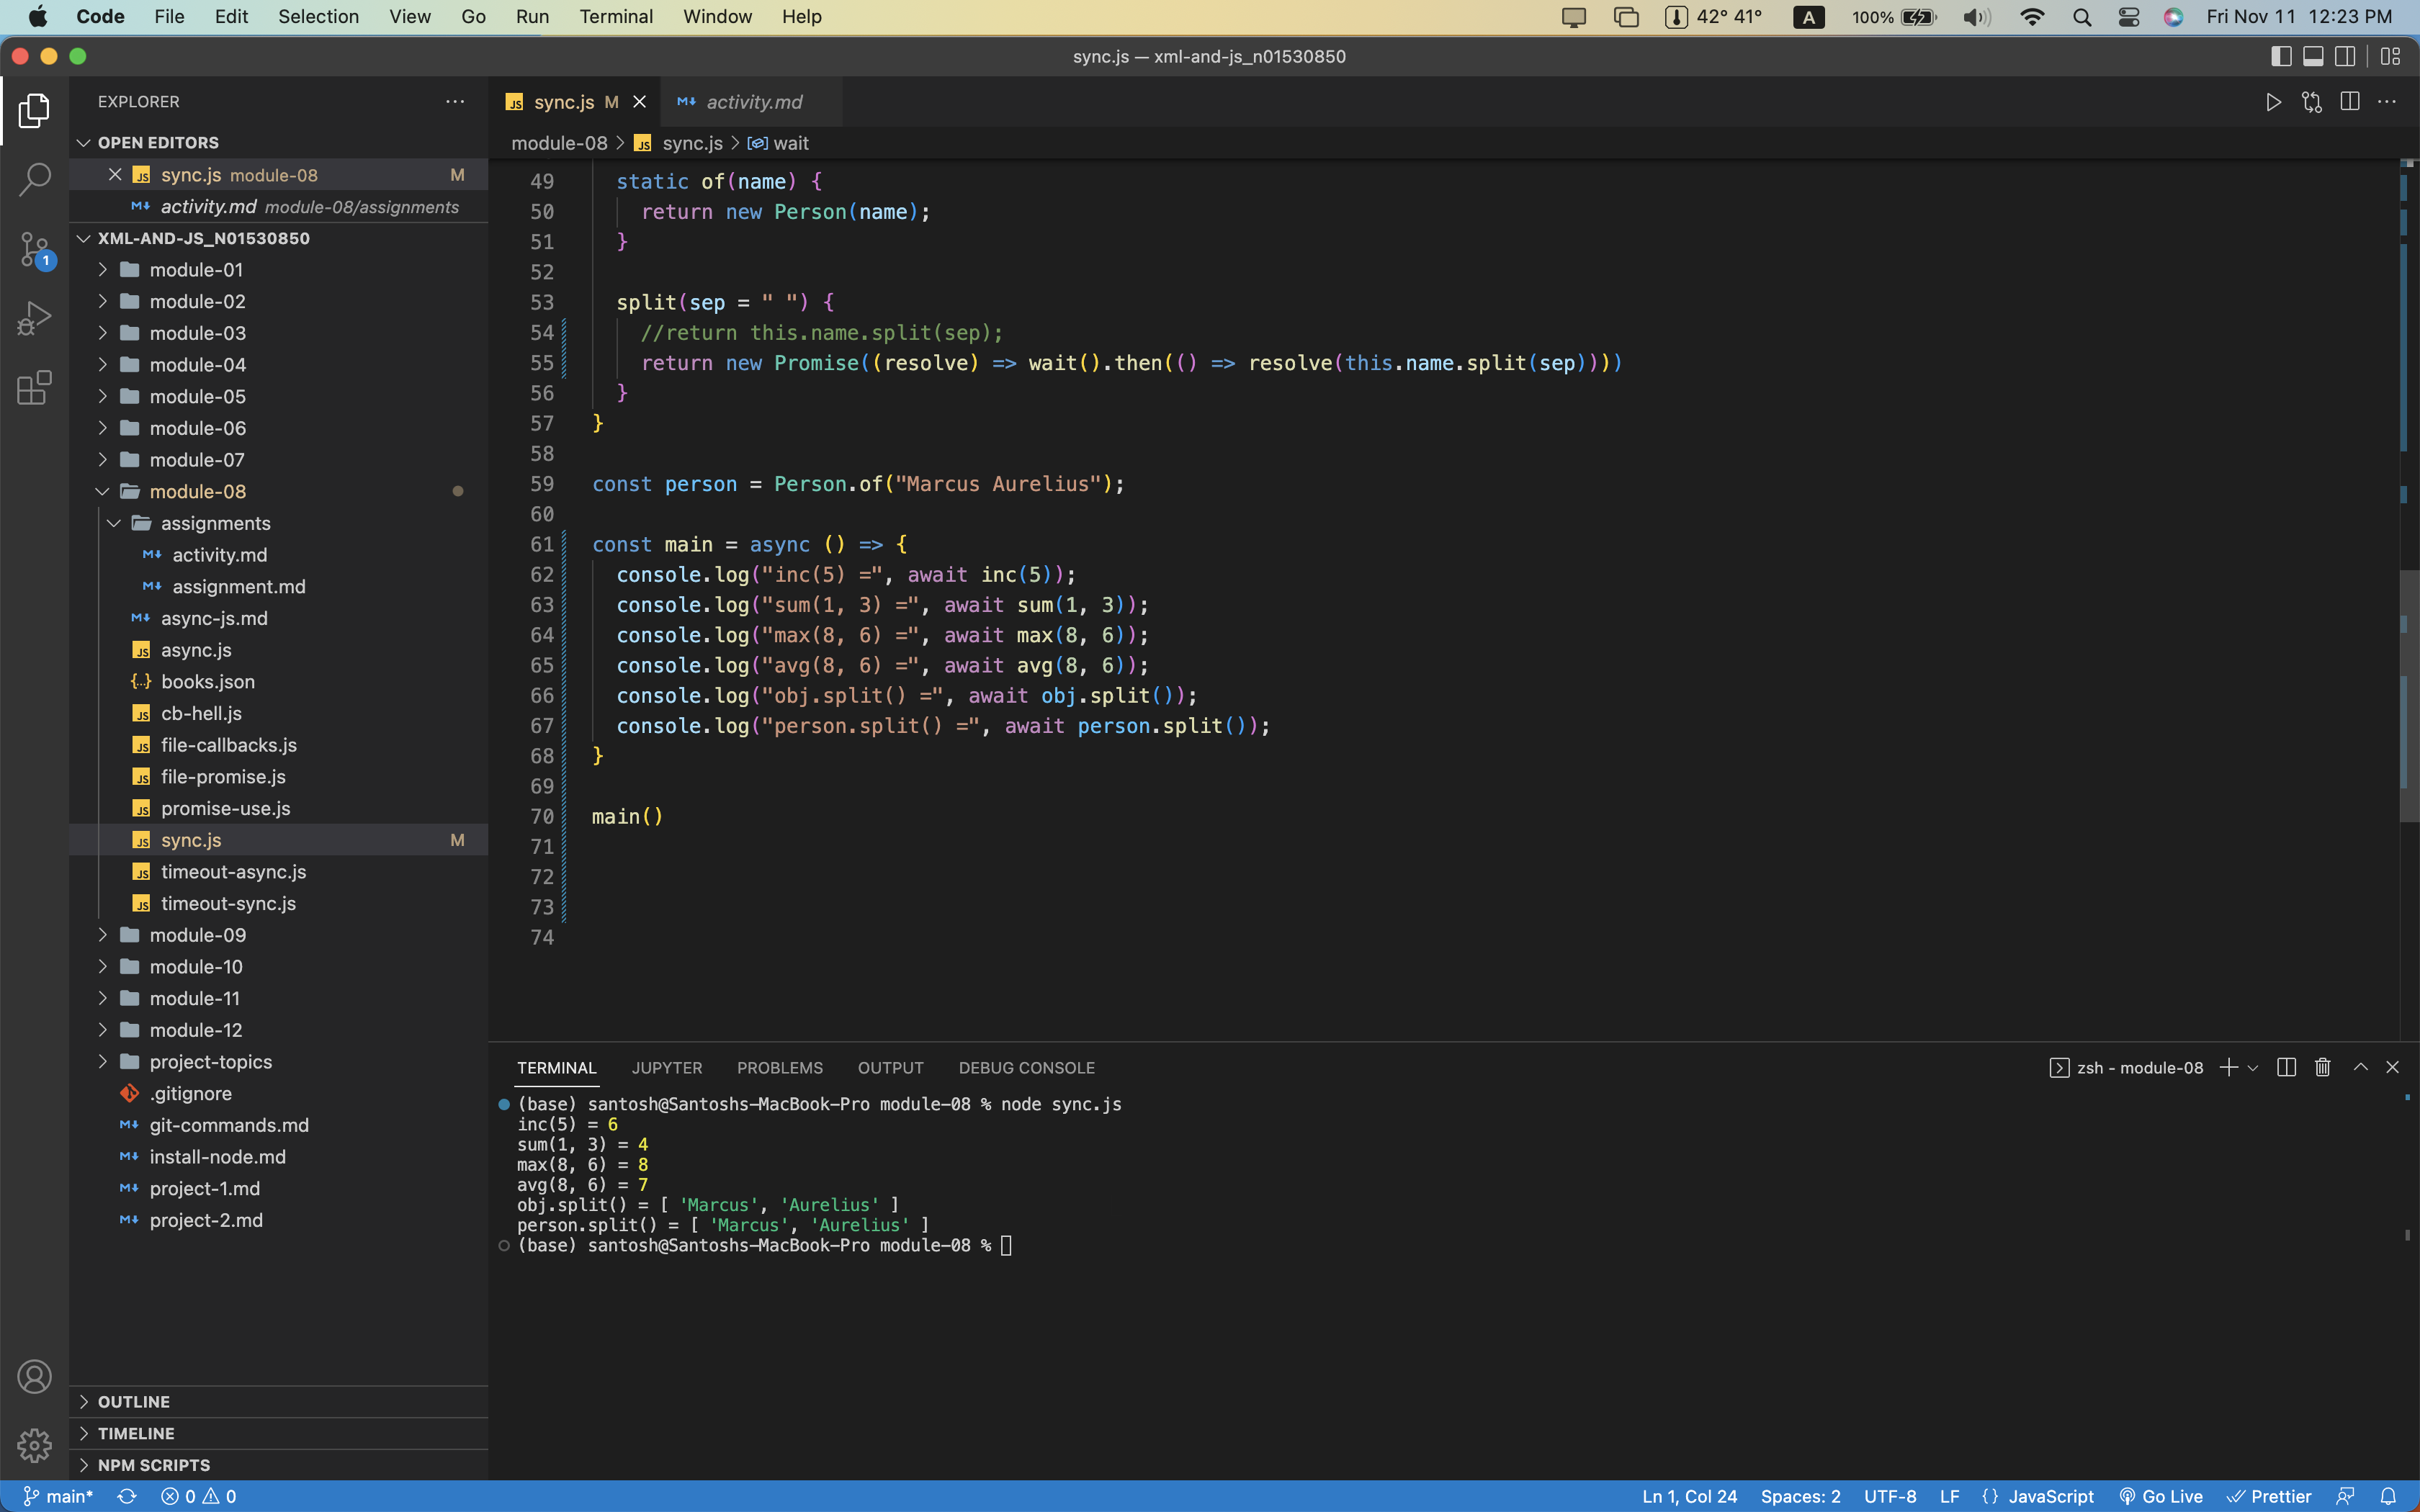 Code File Edit Selection View Go Run Terminal Window Help
42° 41° A 100% Fri Nov 11 12:23 PM
sync.js — xml-and-js_n01530850
EXPLORER
OPEN EDITORS
sync.js module-08 M
activity.md module-08/assignments
XML-AND-JS_N01530850
module-01
module-02
module-03
module-04
module-05
module-06
module-07
module-08
assignments
activity.md
assignment.md
async-js.md
async.js
books.json
cb-hell.js
file-callbacks.js
file-promise.js
promise-use.js
sync.js M
timeout-async.js
timeout-sync.js
module-09
module-10
module-11
module-12
project-topics
.gitignore
git-commands.md
install-node.md
project-1.md
project-2.md
OUTLINE
TIMELINE
NPM SCRIPTS
1
JS sync.js M activity.md
module-08 > JS sync.js > wait
49 static of(name) {
50 return new Person(name);
51 }
52
53 split(sep = " ") {
54 //return this.name.split(sep);
55 return new Promise((resolve) => wait().then(() => resolve(this.name.split(sep))))
56 }
57 }
58
59 const person = Person.of("Marcus Aurelius");
60
61 const main = async () => {
62 console.log("inc(5) =", await inc(5));
63 console.log("sum(1, 3) =", await sum(1, 3));
64 console.log("max(8, 6) =", await max(8, 6));
65 console.log("avg(8, 6) =", await avg(8, 6));
66 console.log("obj.split() =", await obj.split());
67 console.log("person.split() =", await person.split());
68 }
69
70 main()
71
72
73
74
TERMINAL JUPYTER PROBLEMS OUTPUT DEBUG CONSOLE zsh - module-08
(base) santosh@Santoshs-MacBook-Pro module-08 % node sync.js
inc(5) = 6
sum(1, 3) = 4
max(8, 6) = 8
avg(8, 6) = 7
obj.split() = [ 'Marcus', 'Aurelius' ]
person.split() = [ 'Marcus', 'Aurelius' ]
(base) santosh@Santoshs-MacBook-Pro module-08 %
main* 0 0 Ln 1, Col 24 Spaces: 2 UTF-8 LF {} JavaScript Go Live Prettier